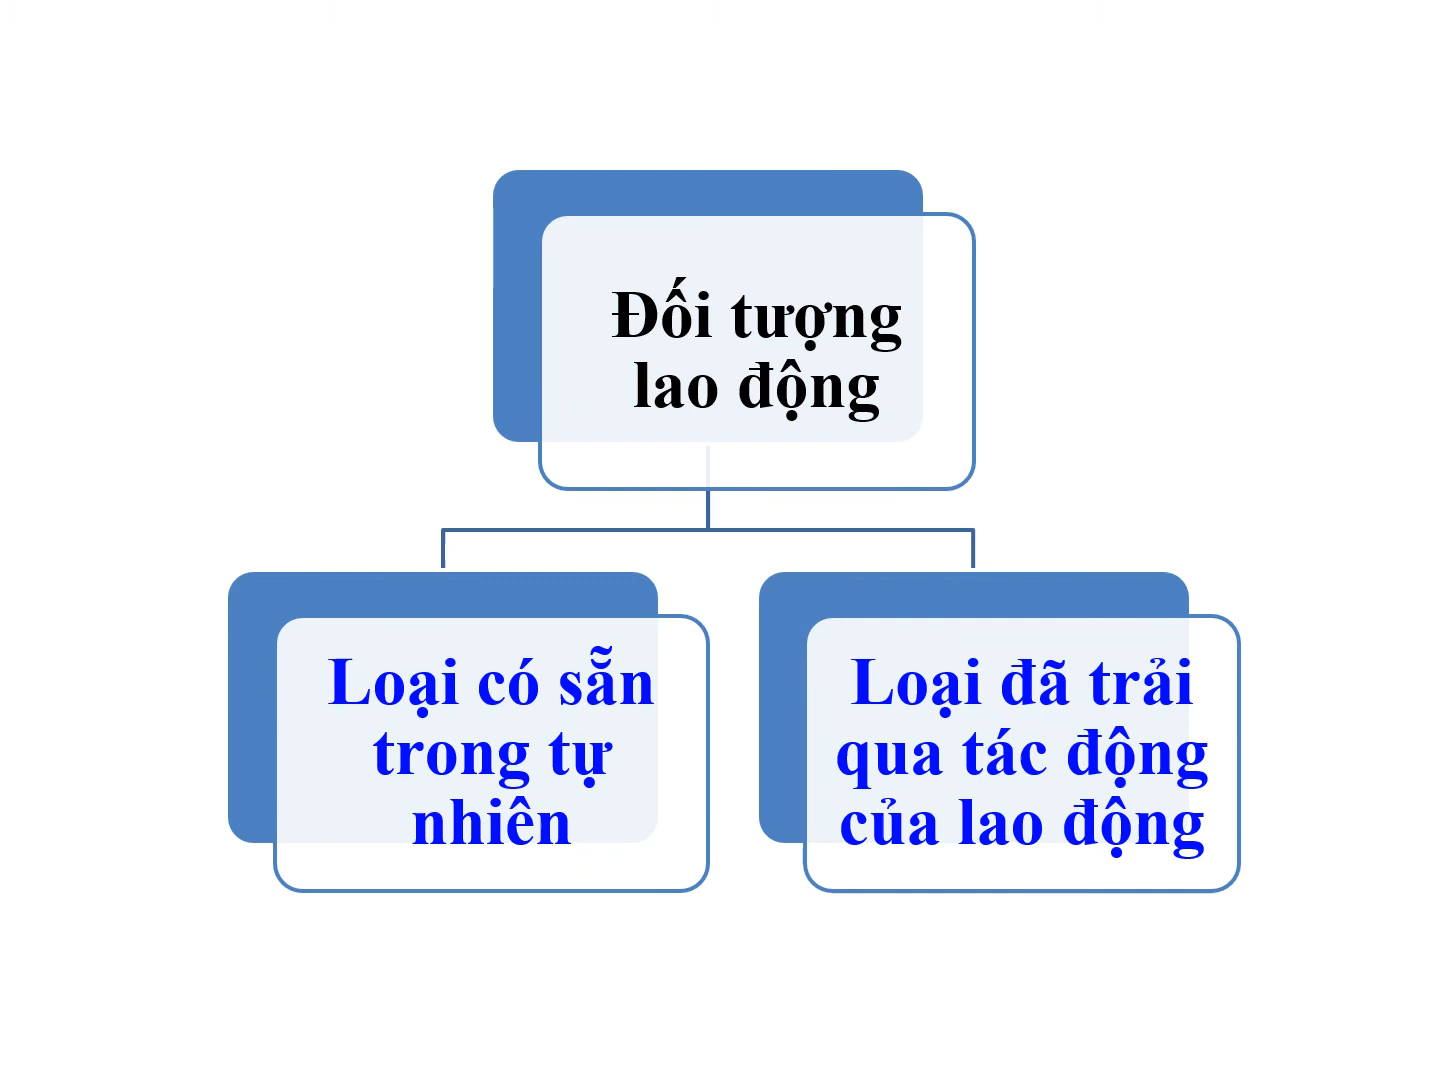 Đối tượng
lao động
Loại có sẵn
trong tự
nhiên
Loại đã trải
qua tác động
của lao động